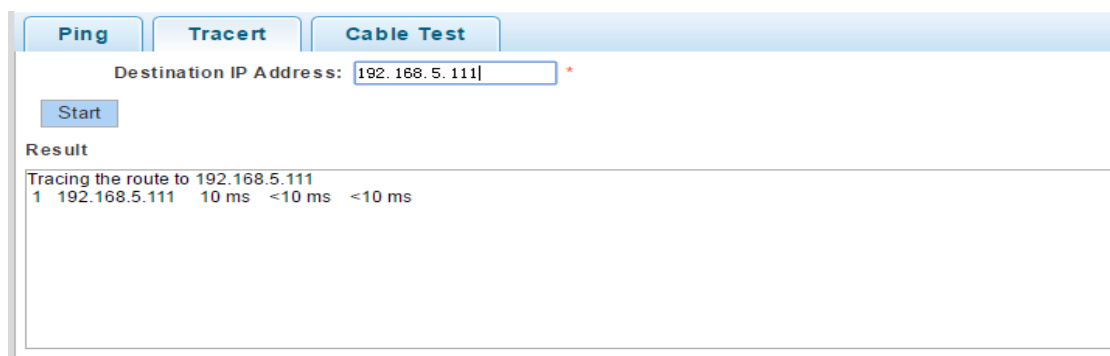 Ping Tracert Cable Test
Destination IP Address: 192.168.5.111 *
Start
Result
Tracing the route to 192.168.5.111
1 192.168.5.111 10 ms <10 ms <10 ms